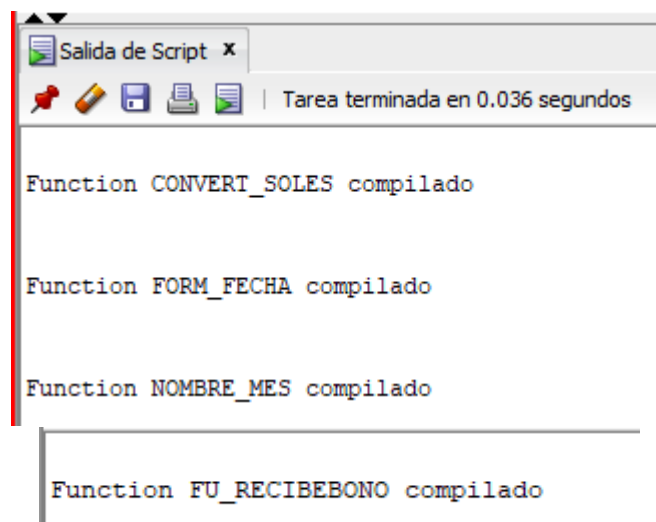 Salida de Script x
Tarea terminada en 0.036 segundos
Function CONVERT_SOLES compilado
Function FORM_FECHA compilado
Function NOMBRE_MES compilado
Function FU_RECIBEBONO compilado